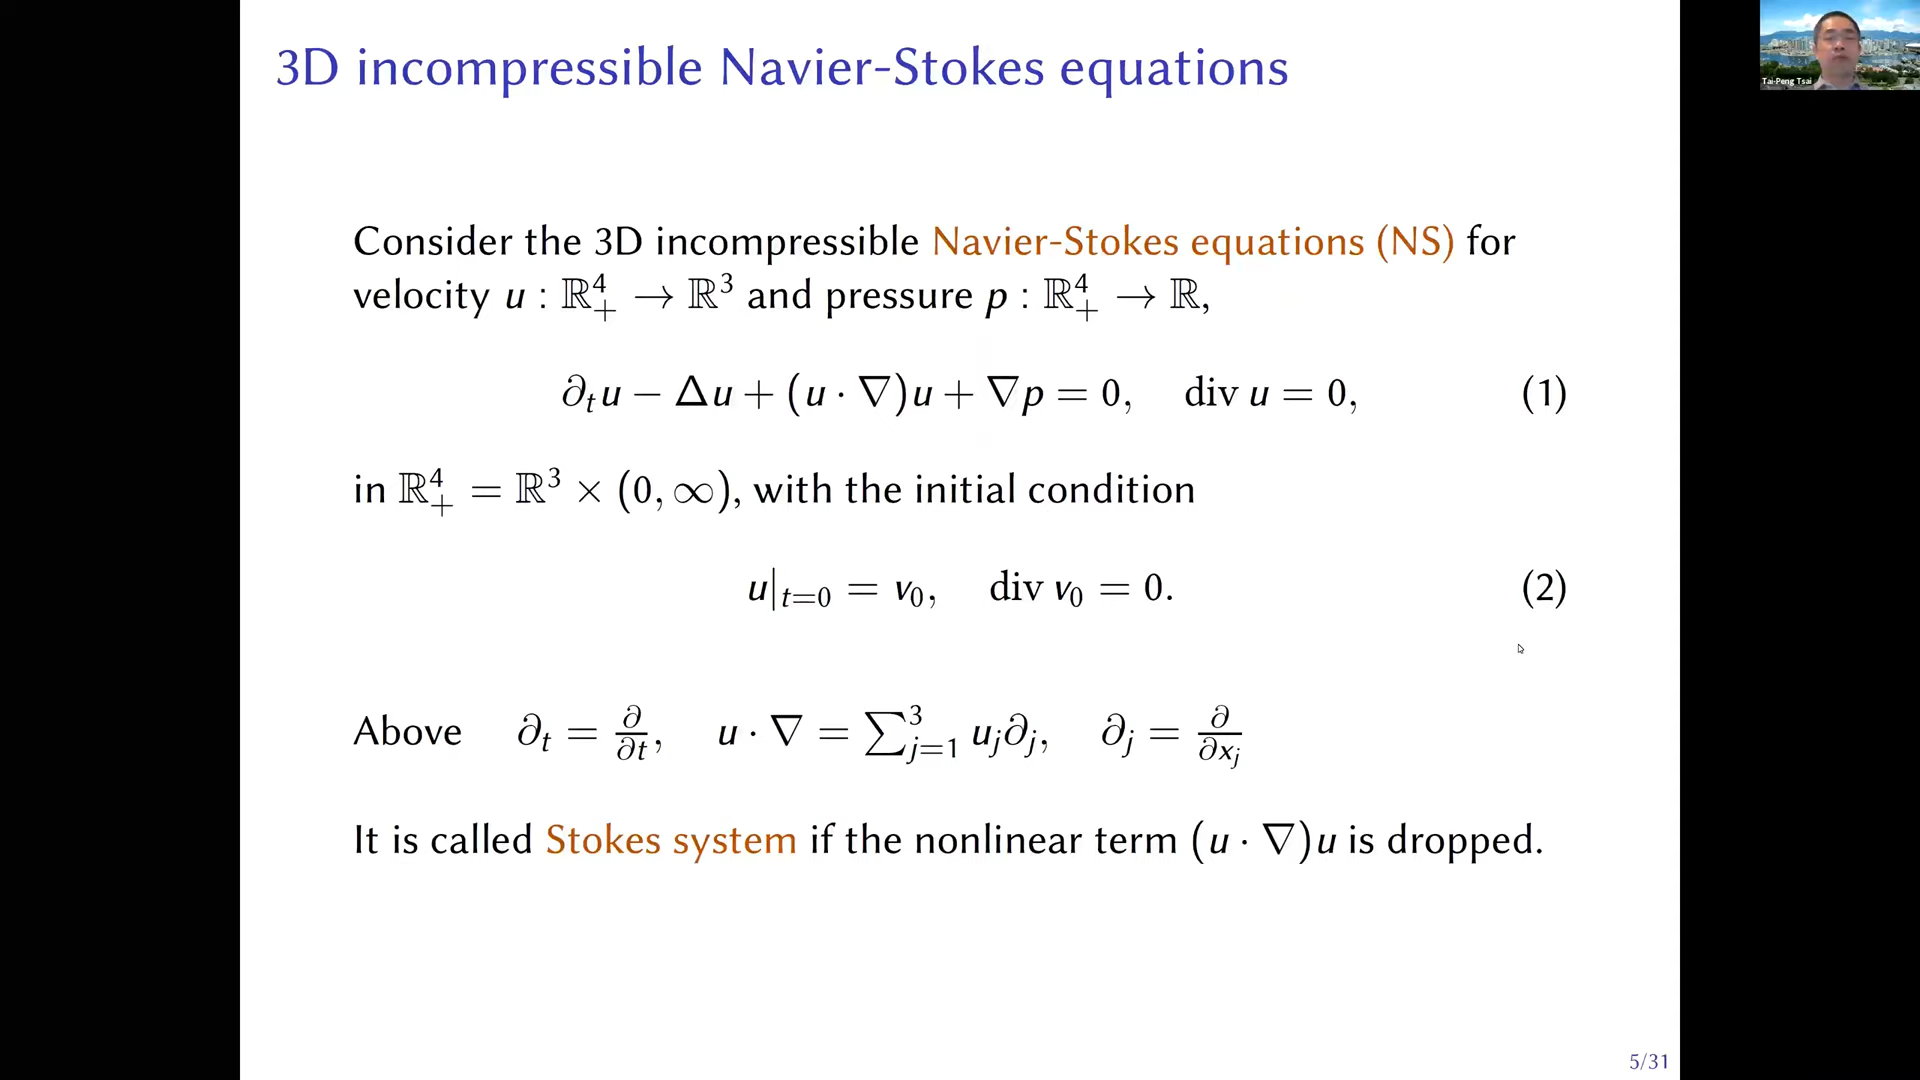 3D incompressible Navier-Stokes equations
Tai-Peng Tsai
Consider the 3D incompressible Navier-Stokes equations (NS) for
velocity u : ℝ⁴₊ → ℝ³ and pressure p : ℝ⁴₊ → ℝ,
∂ₜu − Δu + (u · ∇)u + ∇p = 0, div u = 0, (1)
in ℝ⁴₊ = ℝ³ × (0, ∞), with the initial condition
u|ₜ₌₀ = v₀, div v₀ = 0. (2)
Above ∂ₜ = ∂/∂t, u · ∇ = ∑³ⱼ₌₁ uⱼ∂ⱼ, ∂ⱼ = ∂/∂xⱼ
It is called Stokes system if the nonlinear term (u · ∇)u is dropped.
5/31